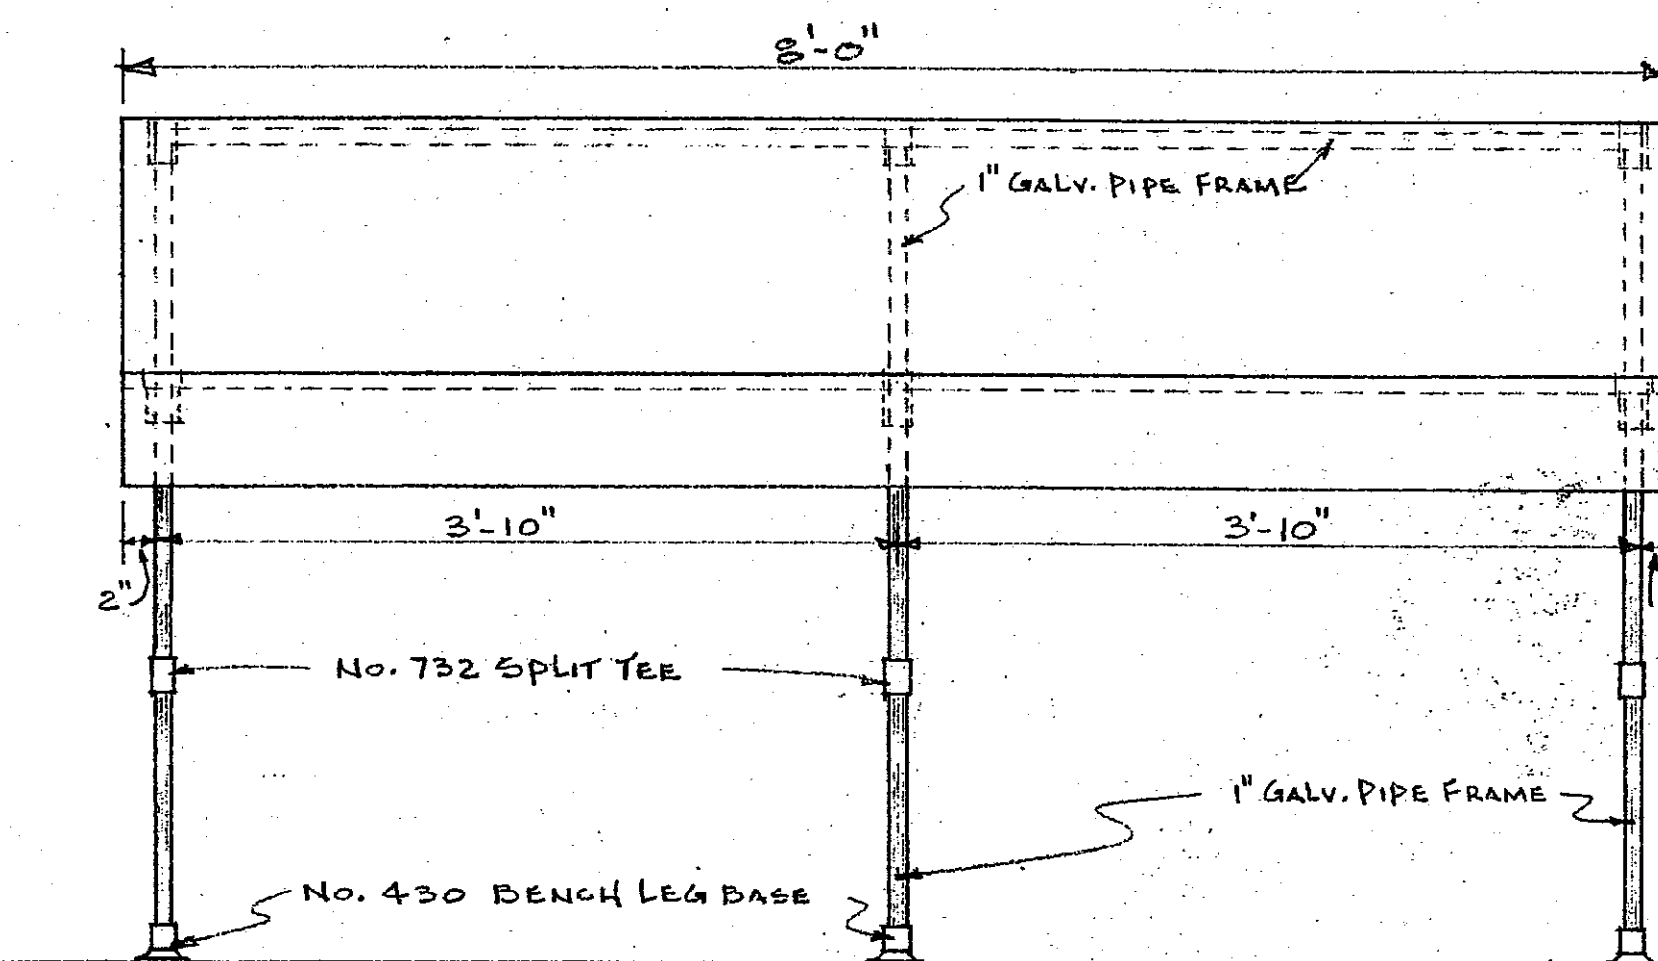 8'-0"
1" GALV. PIPE FRAME
3'-10"
3'-10"
2"
No. 732 SPLIT TEE
1" GALV. PIPE FRAME
No. 430 BENCH LEG BASE